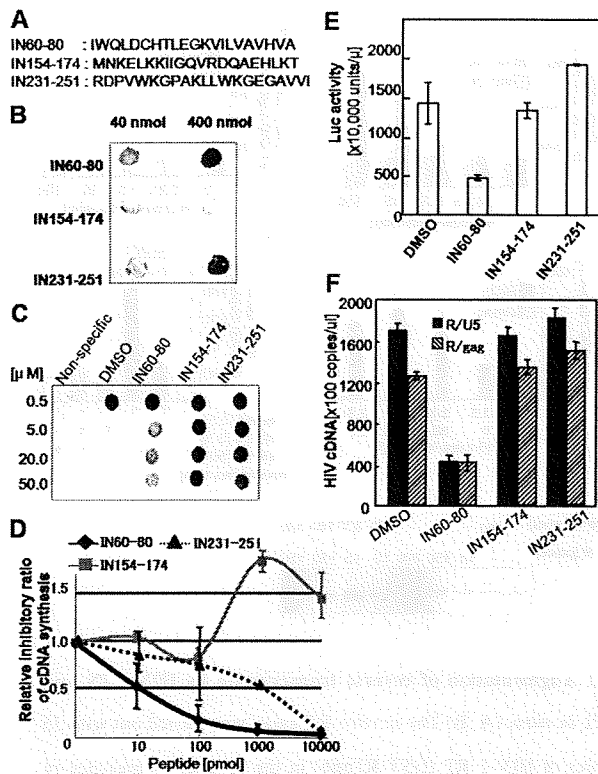 A
IN60-80 : IWQLDCHTLEGKVILVAVHVA
IN154-174 : MNKELKKIIGQVRDQAEHLKT
IN231-251 : RDPVWKGPAKLLWKGEGAVVI
B
40 nmol 400 nmol
IN60-80
IN154-174
IN231-251
C
[μM]
Non-specific
DMSO
IN60-80
IN154-174
IN231-251
0.5
5.0
20.0
50.0
D
IN60-80
IN231-251
IN154-174
Relative inhibitory ratio
of cDNA synthesis
1.5
1.0
0.5
0 10 100 1000 10000
Peptide [pmol]
E
Luc activity
[x10,000 units/μl]
2000
1500
1000
500
0
DMSO
IN60-80
IN154-174
IN231-251
F
HIV cDNA[x100 copies/ul]
2000
1600
1200
800
400
0
R/U5
R/gag
DMSO
IN60-80
IN154-174
IN231-251